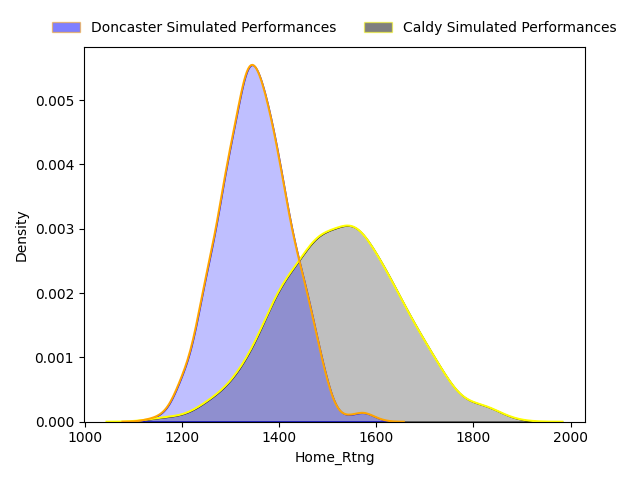 Doncaster Simulated Performances
Caldy Simulated Performances
Density
0.005
0.004
0.003
0.002
0.001
0.000
1000 1200 1400 1600 1800 2000
Home_Rtng